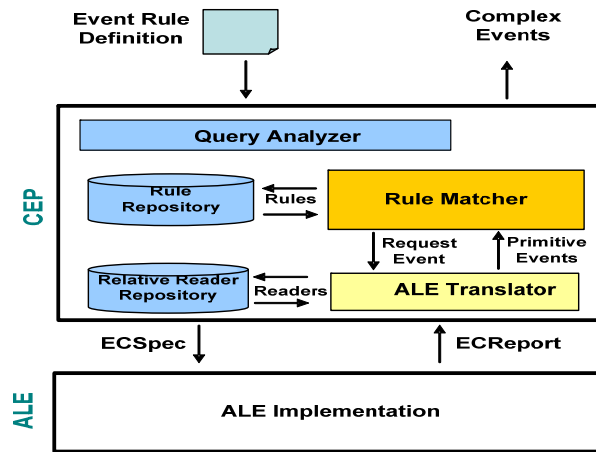 Event Rule
Definition
Complex
Events
CEP
Query Analyzer
Rule
Repository
Rules
Rule Matcher
Request
Event
Primitive
Events
Relative Reader
Repository
Readers
ALE Translator
ECSpec
ECReport
ALE
ALE Implementation